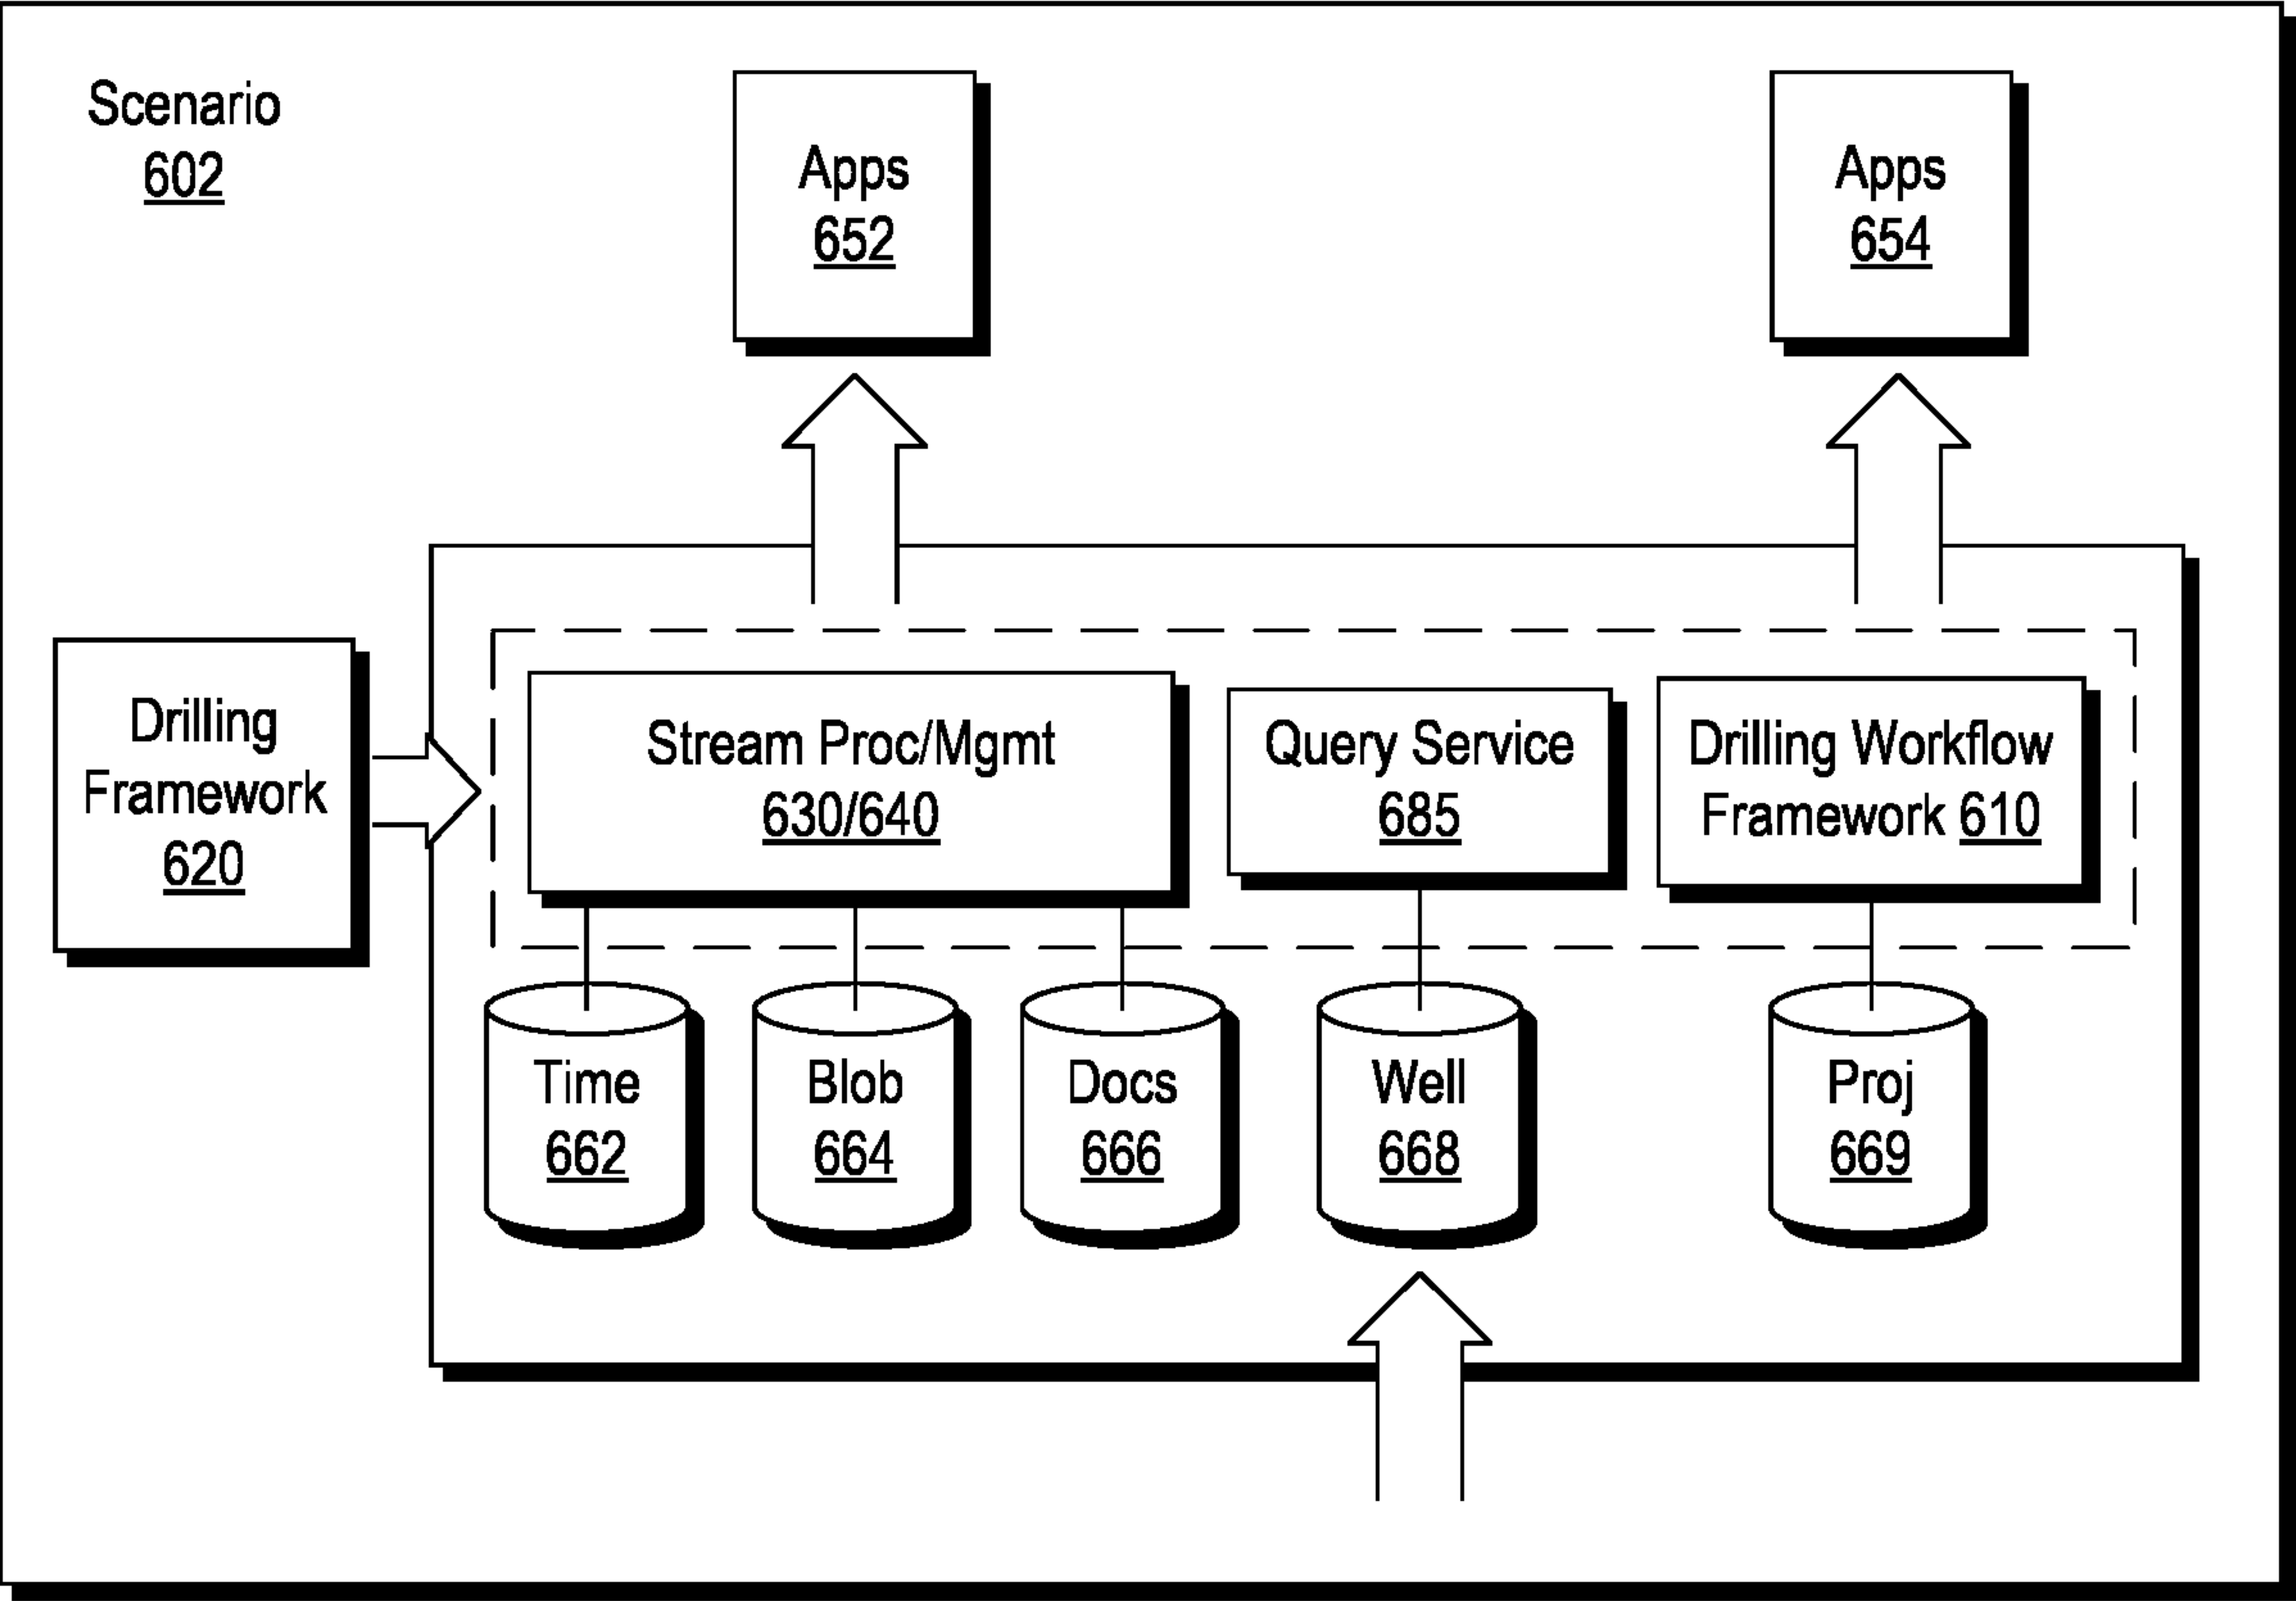 Scenario
602
Apps
652
Apps
654
Drilling
Framework
620
Stream Proc/Mgmt
630/640
Query Service
685
Drilling Workflow
Framework 610
Time
662
Blob
664
Docs
666
Well
668
Proj
669